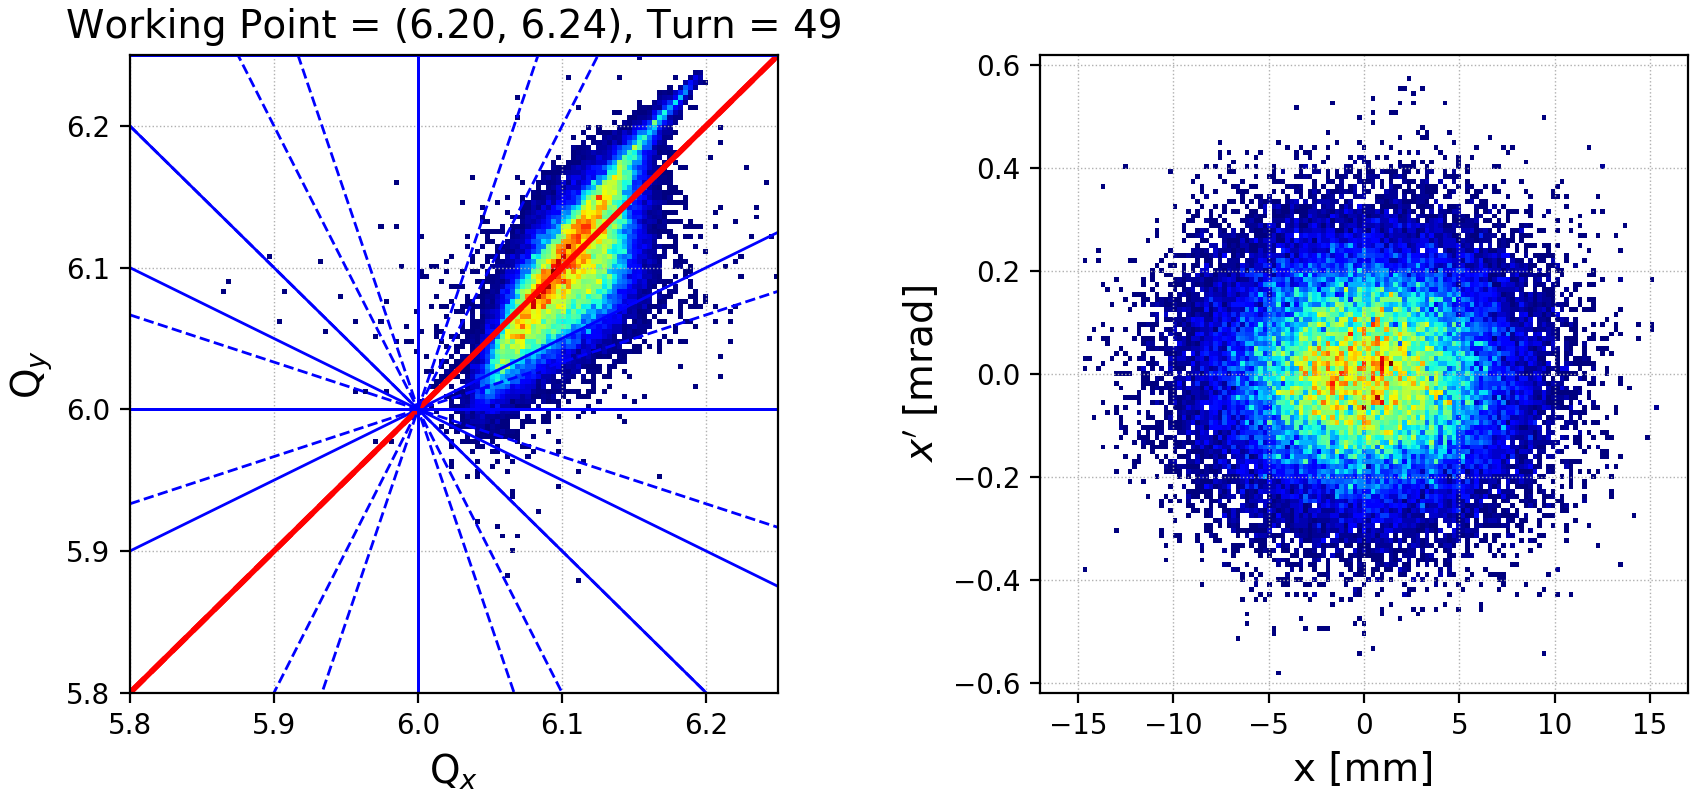 Working Point = (6.20, 6.24), Turn = 49
6.2
6.1
6.0
5.9
5.8
Q_y
5.8 5.9 6.0 6.1 6.2
Q_x
0.6
0.4
0.2
0.0
−0.2
−0.4
−0.6
x′ [mrad]
−15 −10 −5 0 5 10 15
x [mm]